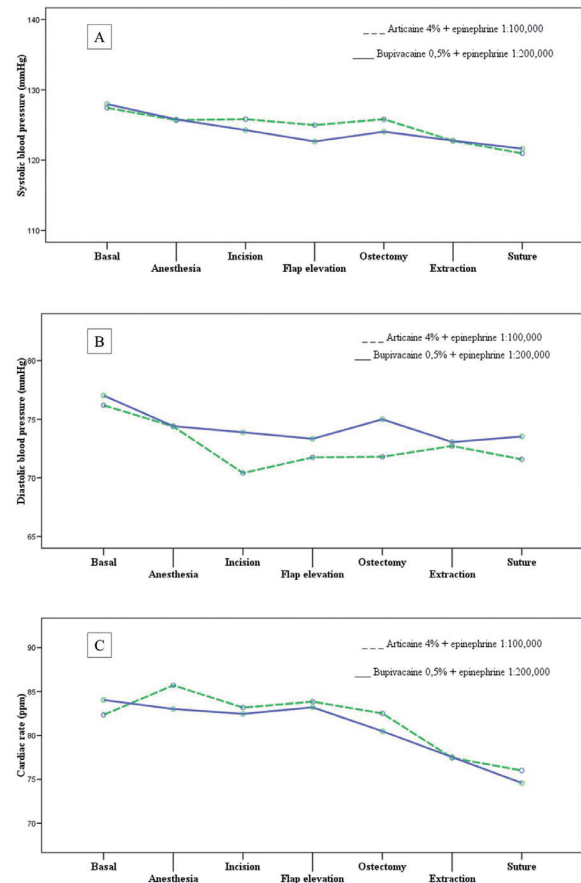 A
Articaine 4% + epinephrine 1:100,000
Bupivacaine 0,5% + epinephrine 1:200,000
Systolic blood pressure (mmHg)
140
130
120
110
Basal
Anesthesia
Incision
Flap elevation
Ostectomy
Extraction
Suture
B
Articaine 4% + epinephrine 1:100,000
Bupivacaine 0,5% + epinephrine 1:200,000
Diastolic blood pressure (mmHg)
80
75
70
65
Basal
Anesthesia
Incision
Flap elevation
Ostectomy
Extraction
Suture
C
Articaine 4% + epinephrine 1:100,000
Bupivacaine 0,5% + epinephrine 1:200,000
Cardiac rate (ppm)
90
85
80
75
70
Basal
Anesthesia
Incision
Flap elevation
Ostectomy
Extraction
Suture